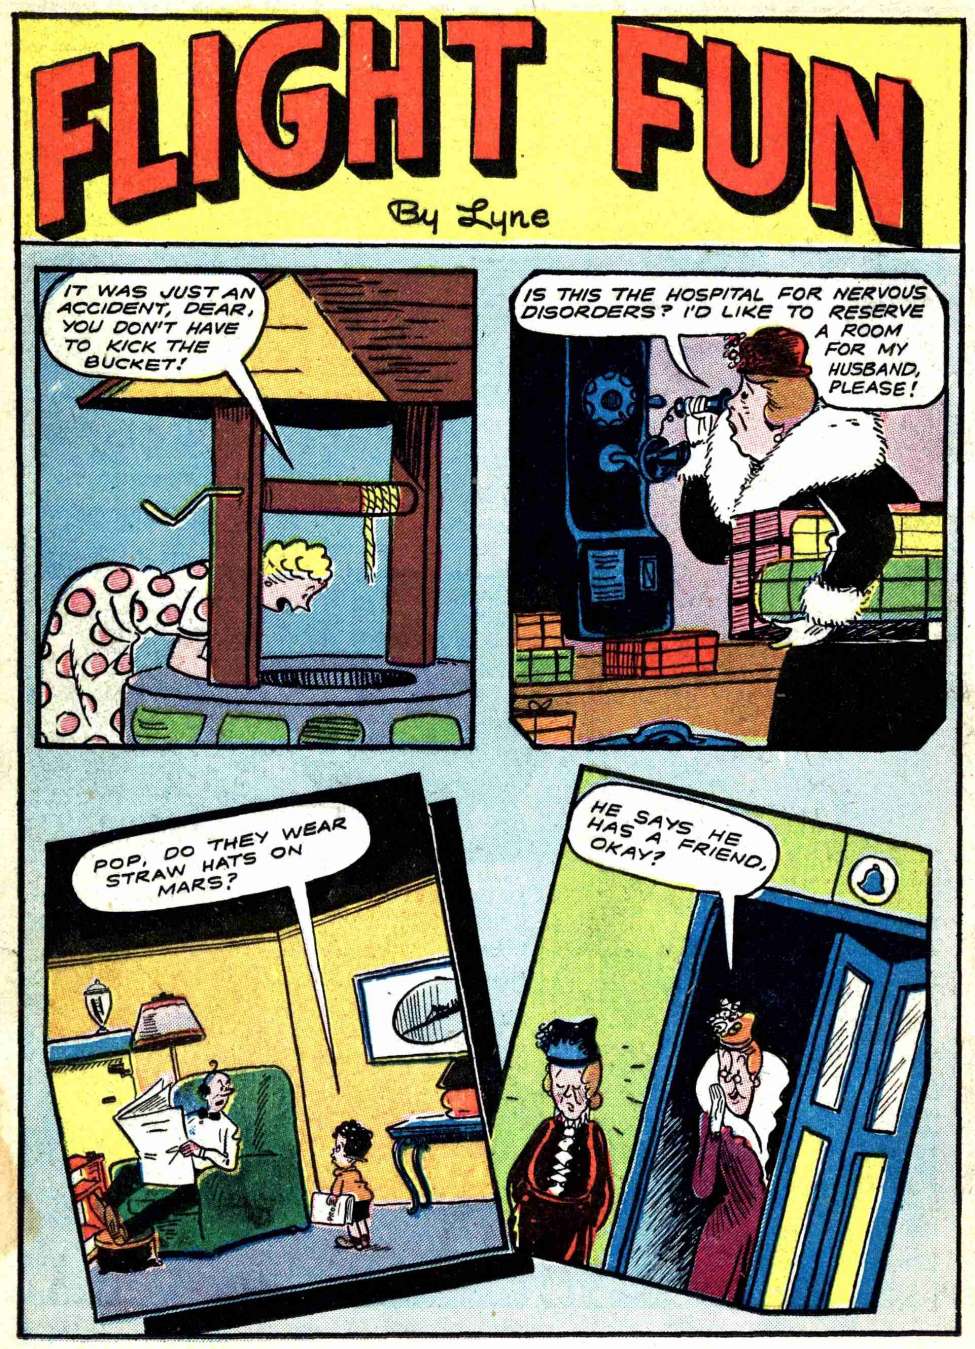 FLIGHT FUN
By Lyne
IT WAS JUST AN
ACCIDENT, DEAR,
YOU DON'T HAVE
TO KICK THE
BUCKET!
IS THIS THE HOSPITAL FOR NERVOUS
DISORDERS? I'D LIKE TO RESERVE
A ROOM
FOR MY
HUSBAND,
PLEASE!
POP, DO THEY WEAR
STRAW HATS ON
MARS?
HE SAYS HE
HAS A FRIEND,
OKAY?